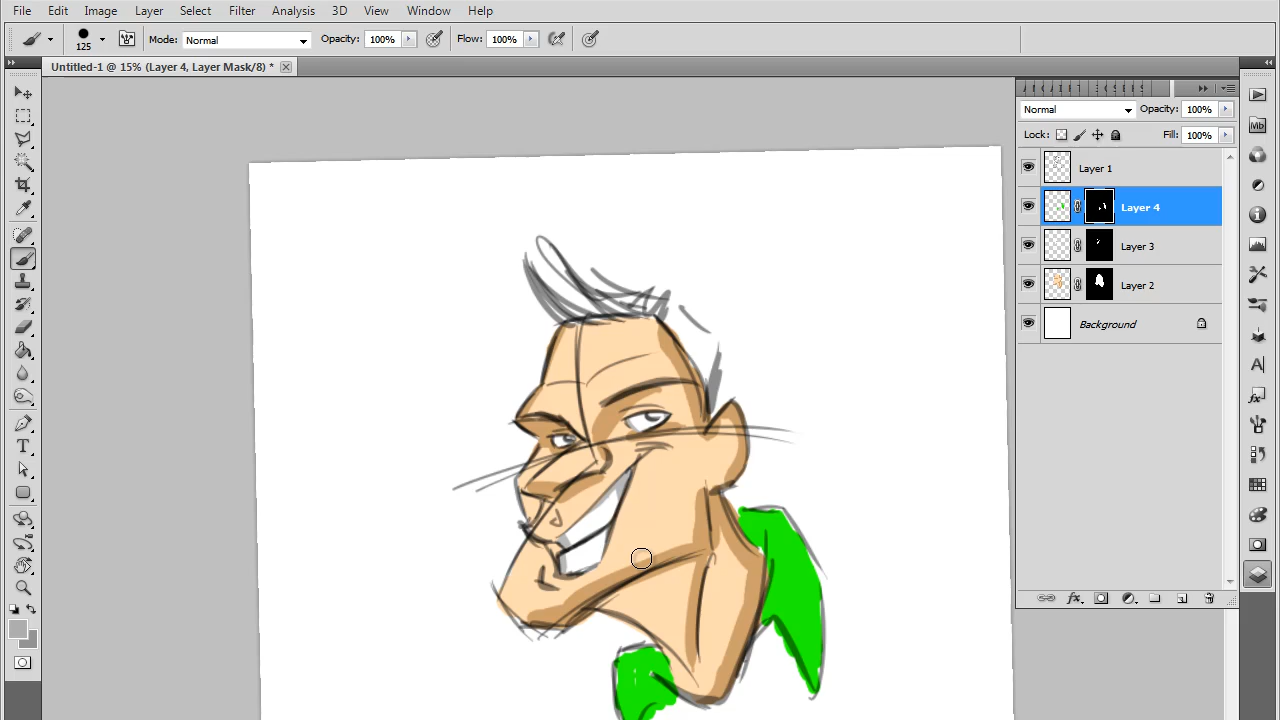 File Edit Image Layer Select Filter Analysis 3D View Window Help
125 Mode: Normal Opacity: 100% Flow: 100%
Untitled-1 @ 15% (Layer 4, Layer Mask/8) *
Normal Opacity: 100%
Lock: Fill: 100%
Layer 1
Layer 4
Layer 3
Layer 2
Background